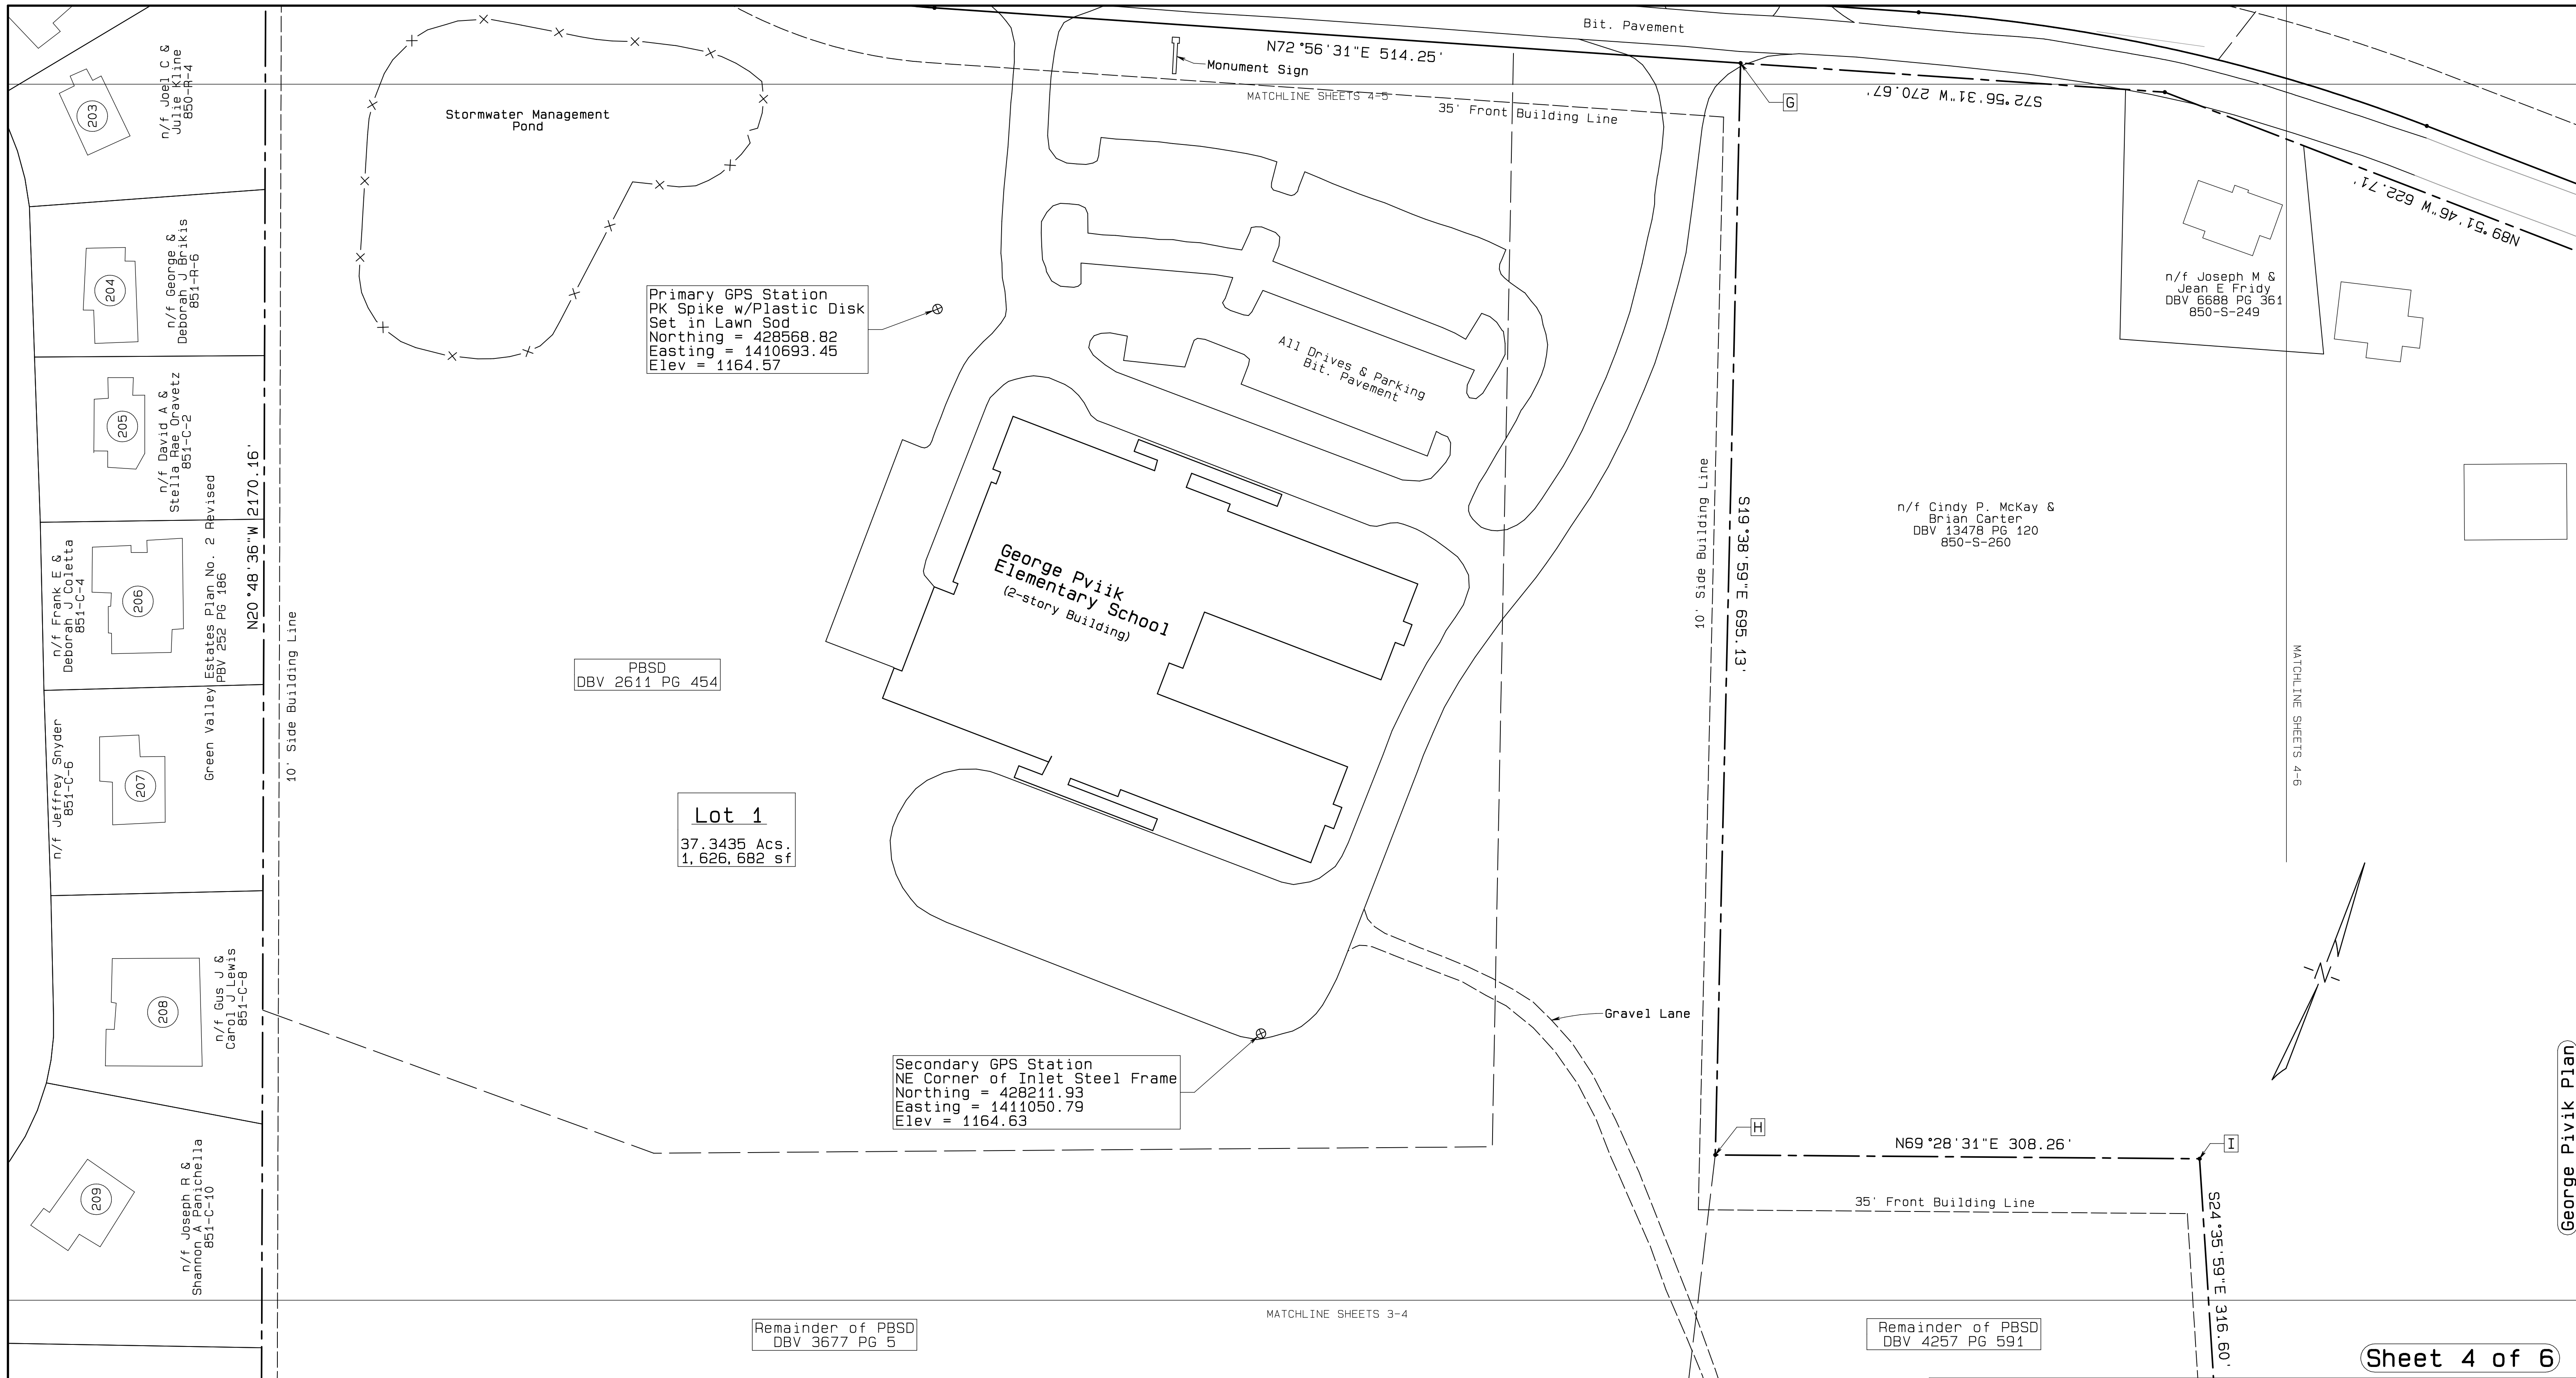 Bit. Pavement
N72°56'31"E 514.25'
Monument Sign
MATCHLINE SHEETS 4-5
35' Front Building Line
G
S72°56'31"W 270.67'
N89°51'46"W 622.71'
203
n/f Joel C &
Julie Kline
850-R-4
Stormwater Management
Pond
204
n/f George &
Deborah J Brikis
851-R-6
Primary GPS Station
PK Spike w/Plastic Disk
Set in Lawn Sod
Northing = 428568.82
Easting = 1410693.45
Elev = 1164.57
All Drives & Parking
Bit. Pavement
n/f Joseph M &
Jean E Fridy
DBV 6688 PG 361
850-S-249
205
n/f David A &
Stella Rae Oravetz
851-C-2
N20°48'36"W 2170.16'
Green Valley Estates Plan No. 2 Revised
PBV 252 PG 186
10' Side Building Line
206
n/f Frank E &
Deborah J Coletta
851-C-4
George Pviik
Elementary School
(2-story Building)
10' Side Building Line
S19°38'59"E 695.13'
n/f Cindy P. McKay &
Brian Carter
DBV 13478 PG 120
850-S-260
MATCHLINE SHEETS 4-6
PBSD
DBV 2611 PG 454
207
n/f Jeffrey Snyder
851-C-6
Lot 1
37.3435 Acs.
1,626,682 sf
208
n/f Gus J &
Carol J Lewis
851-C-8
N
Gravel Lane
Secondary GPS Station
NE Corner of Inlet Steel Frame
Northing = 428211.93
Easting = 1411050.79
Elev = 1164.63
H
N69°28'31"E 308.26'
I
35' Front Building Line
S24°35'59"E 316.60'
209
n/f Joseph R &
Shannon A Panichella
851-C-10
MATCHLINE SHEETS 3-4
Remainder of PBSD
DBV 3677 PG 5
Remainder of PBSD
DBV 4257 PG 591
George Pivik Plan
Sheet 4 of 6